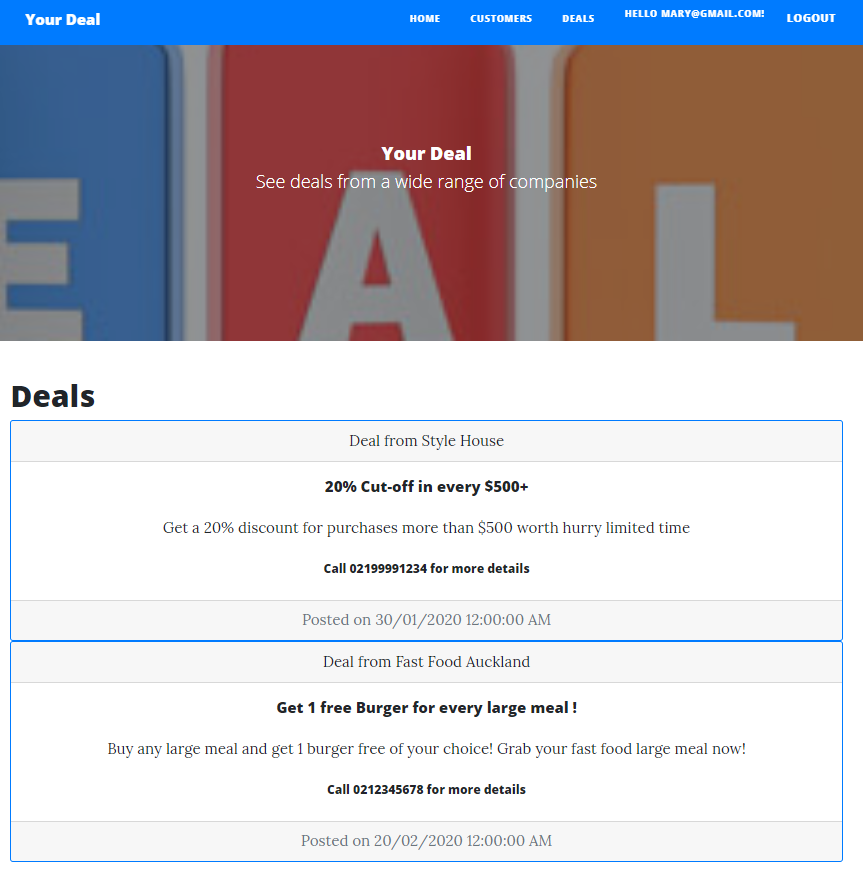 Your Deal HOME CUSTOMERS DEALS HELLO MARY@GMAIL.COM! LOGOUT
Your Deal
See deals from a wide range of companies
E A L
Deals
Deal from Style House
20% Cut-off in every $500+
Get a 20% discount for purchases more than $500 worth hurry limited time
Call 02199991234 for more details
Posted on 30/01/2020 12:00:00 AM
Deal from Fast Food Auckland
Get 1 free Burger for every large meal !
Buy any large meal and get 1 burger free of your choice! Grab your fast food large meal now!
Call 0212345678 for more details
Posted on 20/02/2020 12:00:00 AM